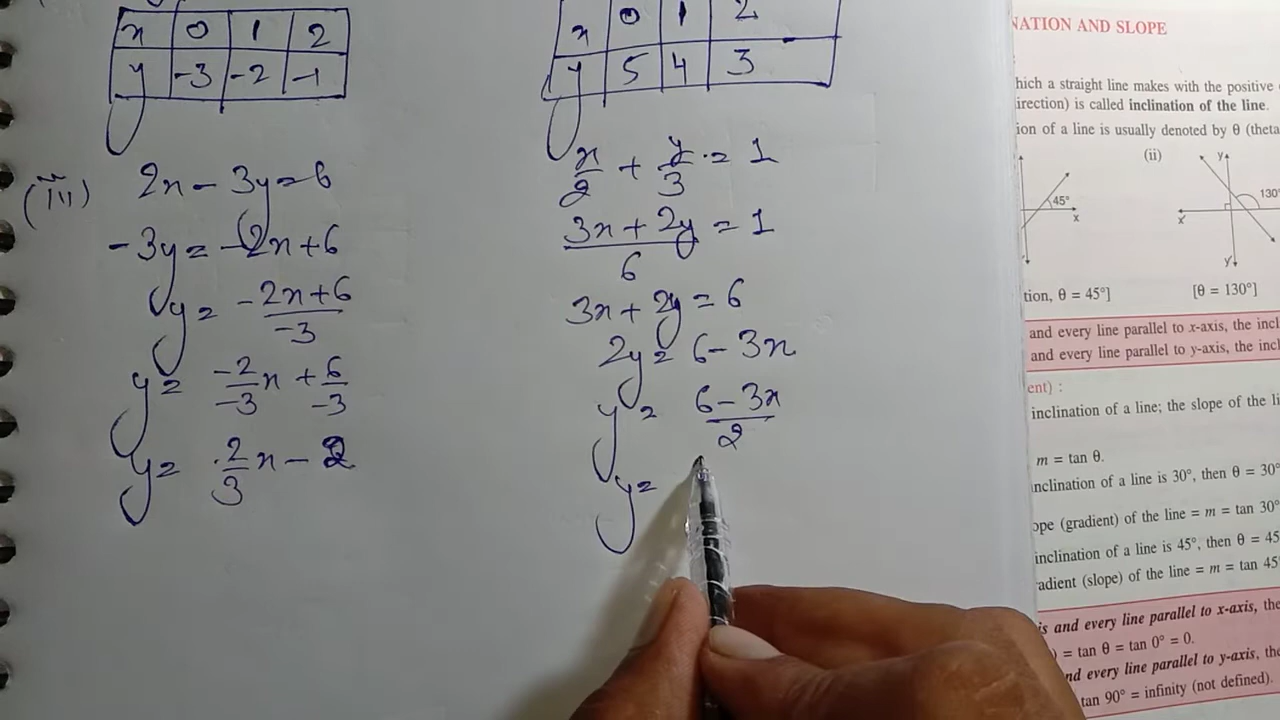 x 0 1 2
y -3 -2 -1
(iii) 2x - 3y = 6
-3y = -2x + 6
y = -2x + 6 / -3
y = -2/-3 x + 6/-3
y = 2/3 x - 2
x 0 1 2
y 5 4 3
x/2 + y/3 = 1
3x + 2y / 6 = 1
3x + 2y = 6
2y = 6 - 3x
y = 6 - 3x / 2
y =
NATION AND SLOPE
hich a straight line makes with the positive
irection) is called inclination of the line.
ion of a line is usually denoted by θ (theta
(ii)
y
45°
x
y
130°
x'
y'
tion, θ = 45°] [θ = 130°]
and every line parallel to x-axis, the incl
and every line parallel to y-axis, the incl
ent) :
inclination of a line; the slope of the li
m = tan θ.
nclination of a line is 30°, then θ = 30°
ope (gradient) of the line = m = tan 30°
inclination of a line is 45°, then θ = 45
adient (slope) of the line = m = tan 45°
is and every line parallel to x-axis, the
) = tan θ = tan 0° = 0.
nd every line parallel to y-axis, the
tan 90° = infinity (not defined).